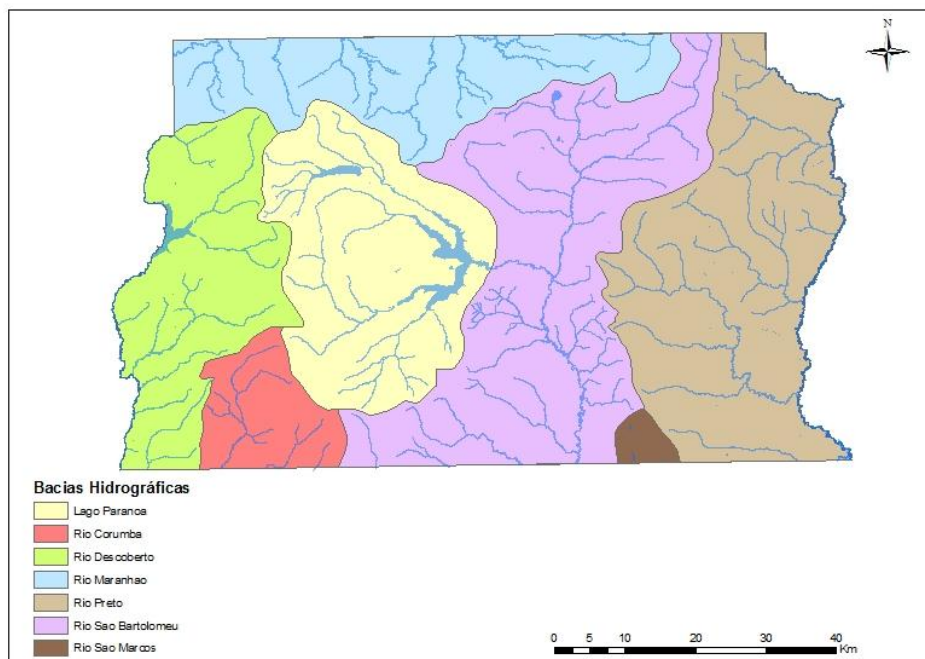 N
Bacias Hidrográficas
Lago Paranoa
Rio Corumba
Rio Descoberto
Rio Maranhao
Rio Preto
Rio Sao Bartolomeu
Rio Sao Marcos
0 5 10 20 30 40
Km